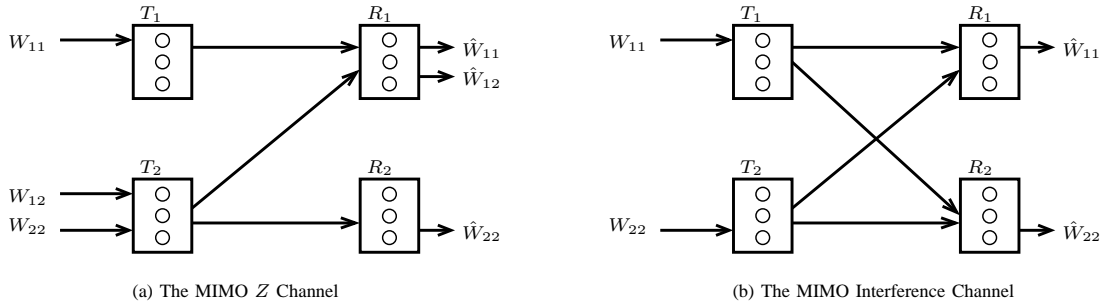 T₁ R₁
W₁₁ Ŵ₁₁
Ŵ₁₂
T₂ R₂
W₁₂
W₂₂ Ŵ₂₂
(a) The MIMO Z Channel
T₁ R₁
W₁₁ Ŵ₁₁
T₂ R₂
W₂₂ Ŵ₂₂
(b) The MIMO Interference Channel